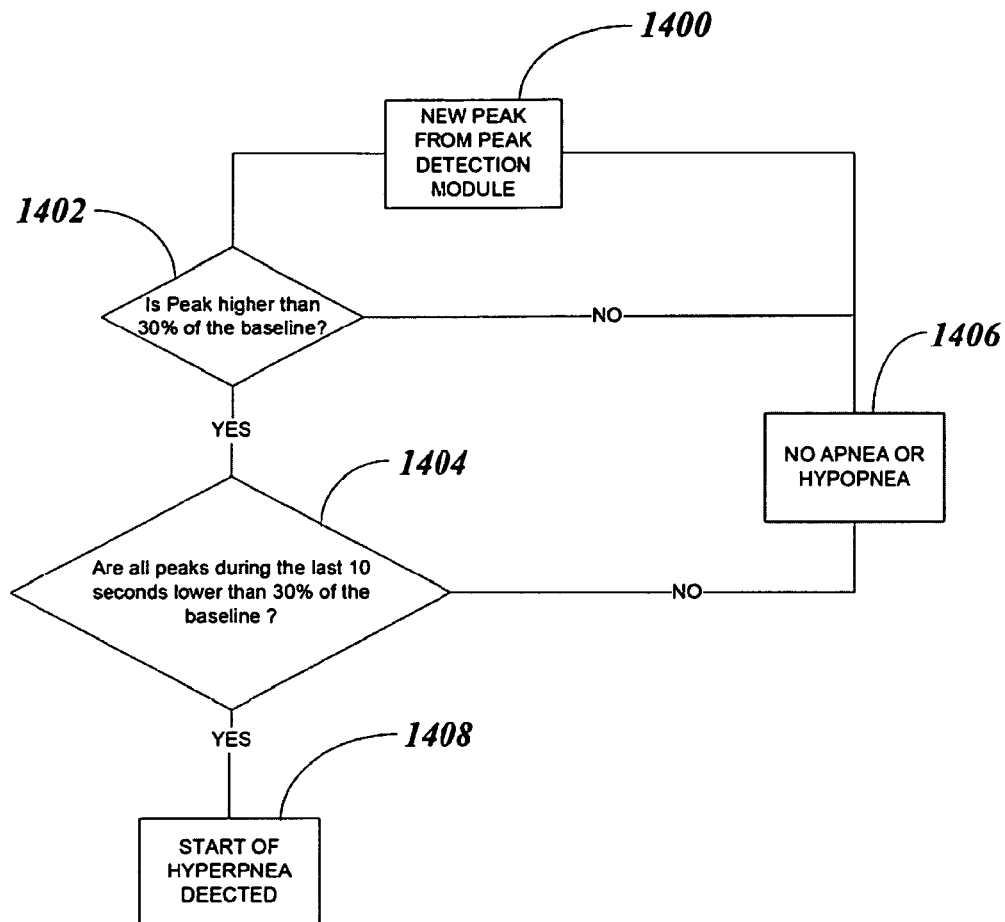 1400
NEW PEAK
FROM PEAK
DETECTION
MODULE
1402
Is Peak higher than
30% of the baseline?
NO
1406
YES
NO APNEA OR
HYPOPNEA
1404
Are all peaks during the last 10
seconds lower than 30% of the
baseline ?
NO
YES
1408
START OF
HYPERPNEA
DEECTED